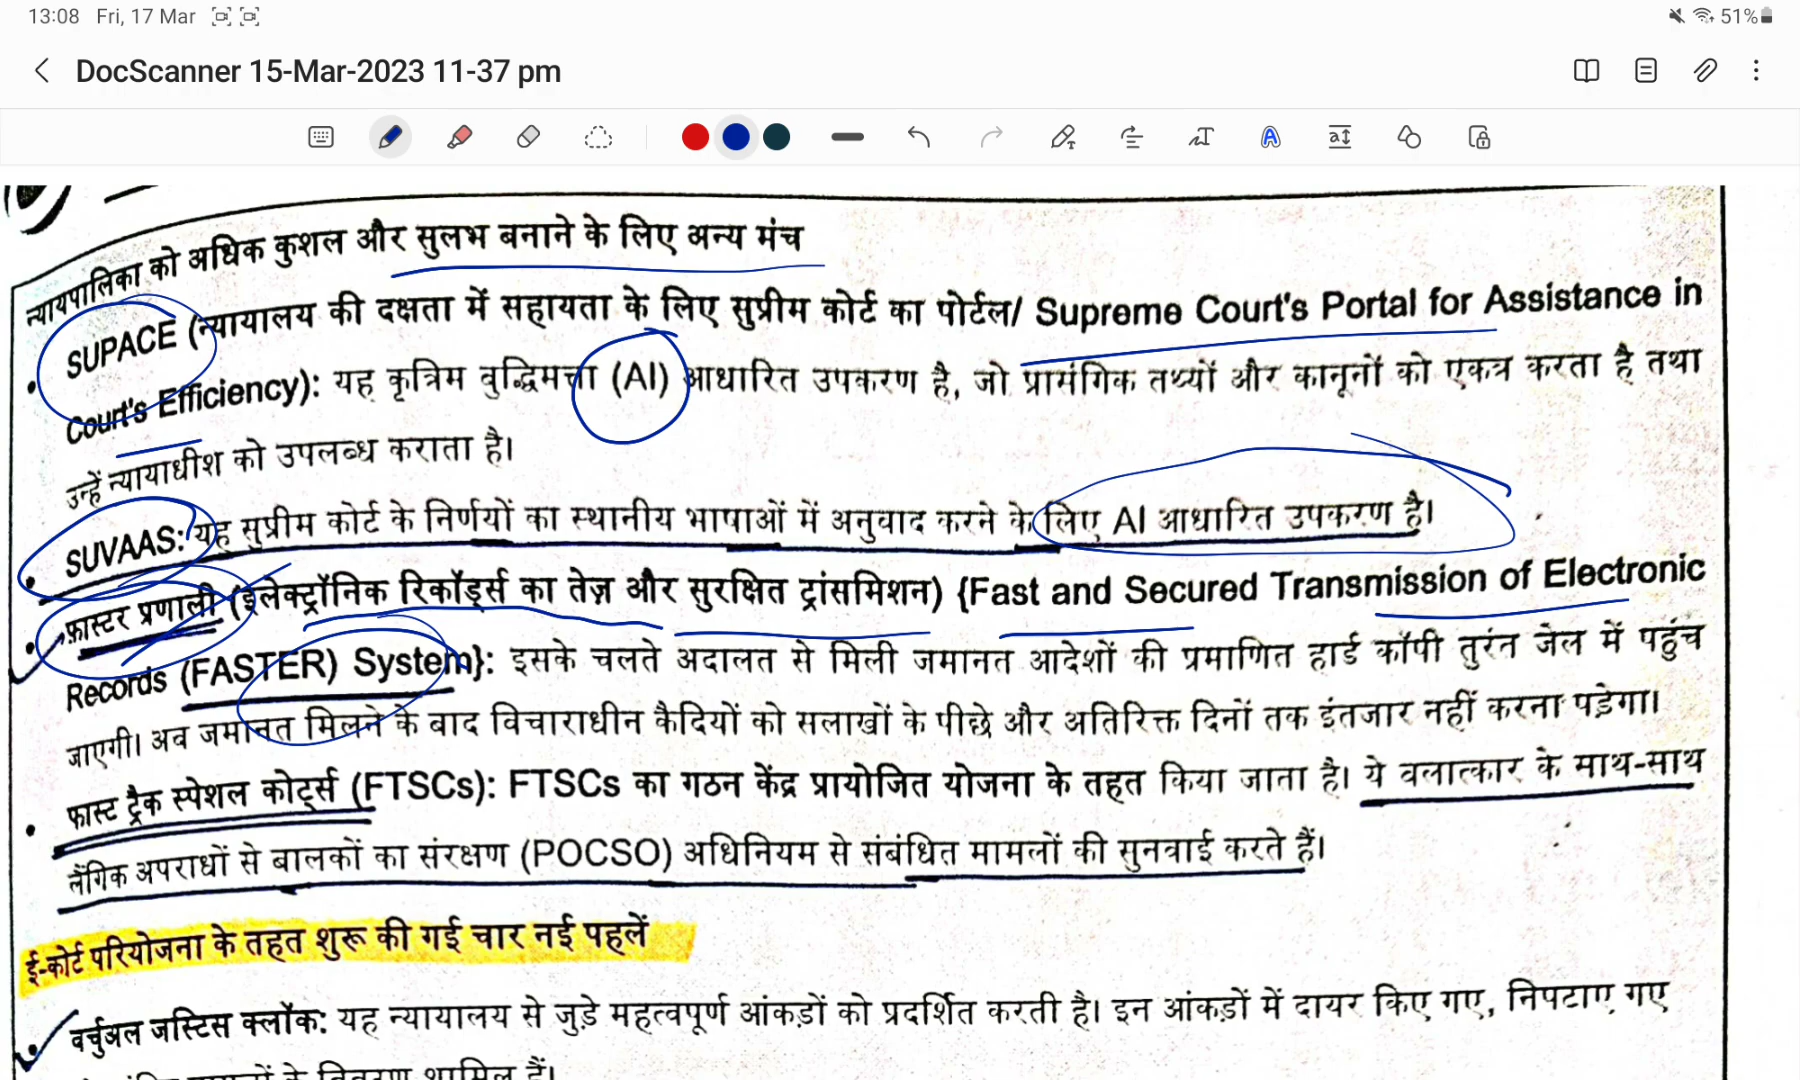 13:08 Fri, 17 Mar
51%
DocScanner 15-Mar-2023 11-37 pm
न्यायपालिका को अधिक कुशल और सुलभ बनाने के लिए अन्य मंच
• SUPACE (न्यायालय की दक्षता में सहायता के लिए सुप्रीम कोर्ट का पोर्टल/ Supreme Court's Portal for Assistance in
Court's Efficiency): यह कृत्रिम बुद्धिमत्ता (AI) आधारित उपकरण है, जो प्रासंगिक तथ्यों और कानूनों को एकत्र करता है तथा
उन्हें न्यायाधीश को उपलब्ध कराता है।
• SUVAAS: यह सुप्रीम कोर्ट के निर्णयों का स्थानीय भाषाओं में अनुवाद करने के लिए AI आधारित उपकरण है।
• फ़ास्टर प्रणाली (इलेक्ट्रॉनिक रिकॉर्ड्स का तेज़ और सुरक्षित ट्रांसमिशन) {Fast and Secured Transmission of Electronic
Records (FASTER) System}: इसके चलते अदालत से मिली जमानत आदेशों की प्रमाणित हार्ड कॉपी तुरंत जेल में पहुंच
जाएगी। अब जमानत मिलने के बाद विचाराधीन कैदियों को सलाखों के पीछे और अतिरिक्त दिनों तक इंतजार नहीं करना पड़ेगा।
• फास्ट ट्रैक स्पेशल कोर्ट्स (FTSCs): FTSCs का गठन केंद्र प्रायोजित योजना के तहत किया जाता है। ये बलात्कार के साथ-साथ
लैंगिक अपराधों से बालकों का संरक्षण (POCSO) अधिनियम से संबंधित मामलों की सुनवाई करते हैं।
ई-कोर्ट परियोजना के तहत शुरू की गई चार नई पहलें
• वर्चुअल जस्टिस क्लॉक: यह न्यायालय से जुड़े महत्वपूर्ण आंकड़ों को प्रदर्शित करती है। इन आंकड़ों में दायर किए गए, निपटाए गए
के विवरण शामिल हैं।